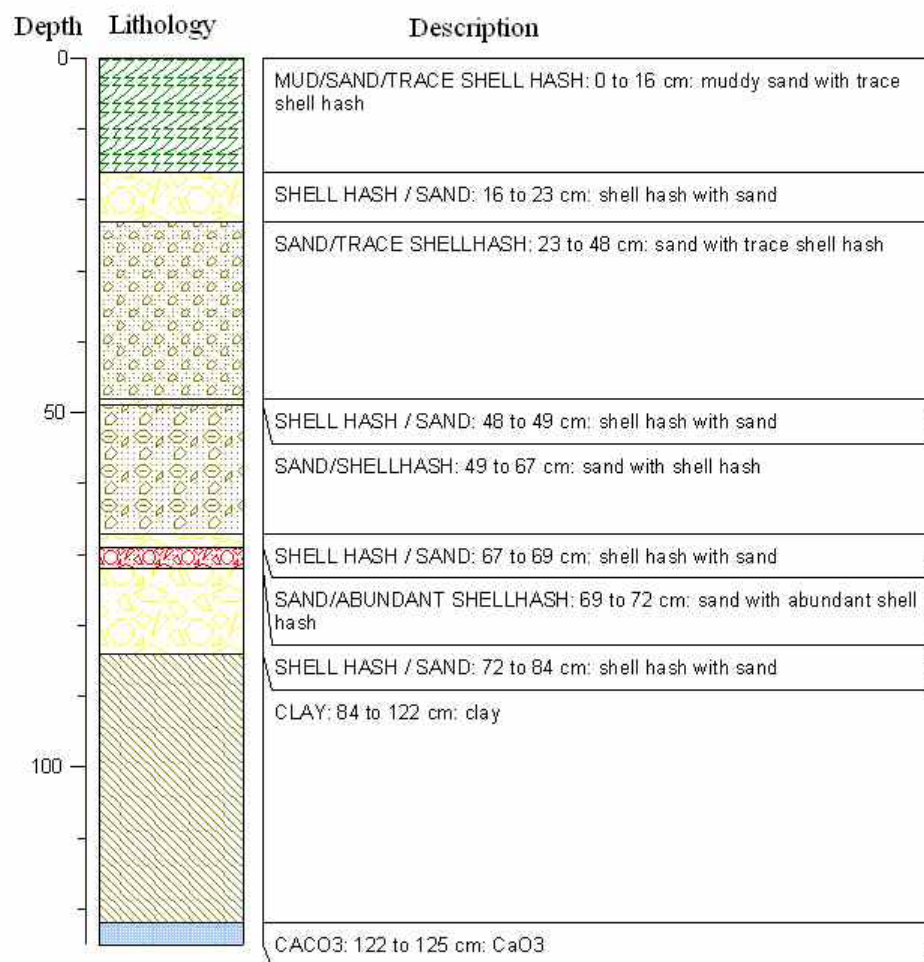 Depth Lithology Description
0
MUD/SAND/TRACE SHELL HASH: 0 to 16 cm: muddy sand with trace
shell hash
SHELL HASH / SAND: 16 to 23 cm: shell hash with sand
SAND/TRACE SHELLHASH: 23 to 48 cm: sand with trace shell hash
50
SHELL HASH / SAND: 48 to 49 cm: shell hash with sand
SAND/SHELLHASH: 49 to 67 cm: sand with shell hash
SHELL HASH / SAND: 67 to 69 cm: shell hash with sand
SAND/ABUNDANT SHELLHASH: 69 to 72 cm: sand with abundant shell
hash
SHELL HASH / SAND: 72 to 84 cm: shell hash with sand
CLAY: 84 to 122 cm: clay
100
CACO3: 122 to 125 cm: CaO3